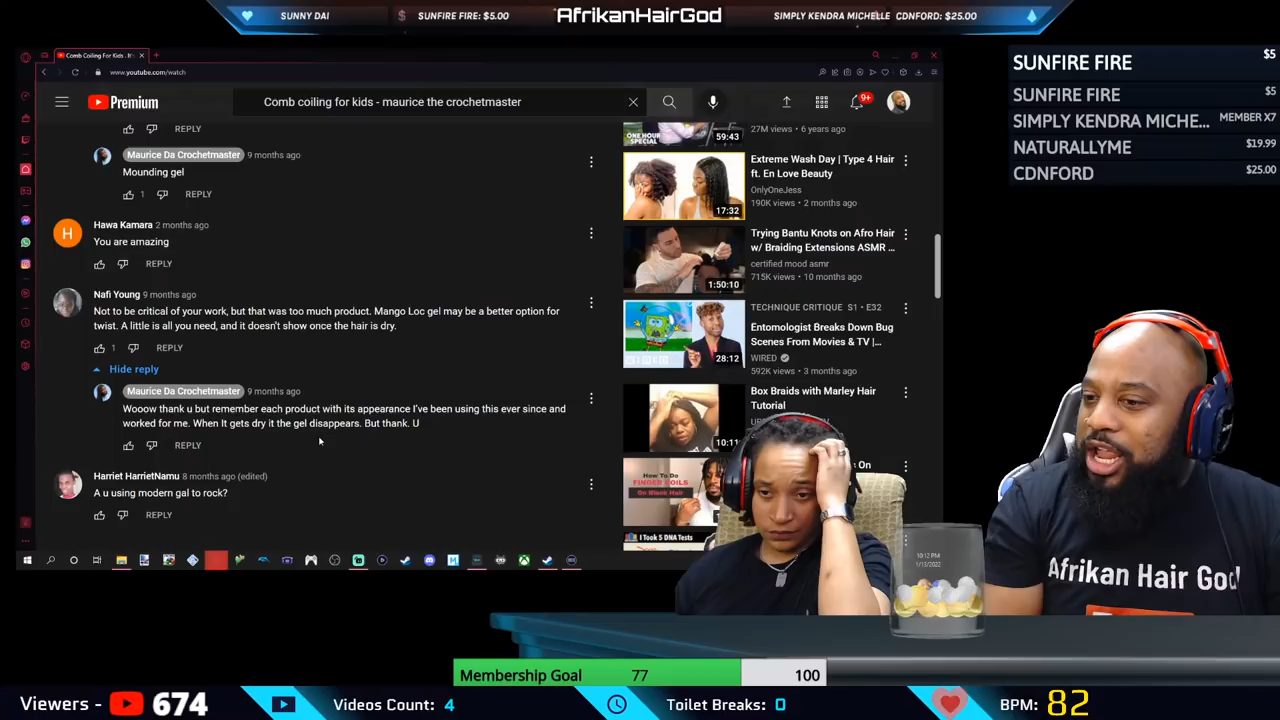 SUNNY DAI
SUNFIRE FIRE: $5.00
AfrikanHairGod
SIMPLY KENDRA MICHELLE
CDNFORD: $25.00
SUNFIRE FIRE $5
SUNFIRE FIRE $5
SIMPLY KENDRA MICHE... MEMBER X7
NATURALLYME $19.99
CDNFORD $25.00
Comb Coiling For Kids - It's
www.youtube.com/watch
Premium
Comb coiling for kids - maurice the crochetmaster
9+
REPLY
Maurice Da Crochetmaster 9 months ago
Mounding gel
1 REPLY
H
Hawa Kamara 2 months ago
You are amazing
REPLY
Nafi Young 9 months ago
Not to be critical of your work, but that was too much product. Mango Loc gel may be a better option for
twist. A little is all you need, and it doesn't show once the hair is dry.
1 REPLY
Hide reply
Maurice Da Crochetmaster 9 months ago
Wooow thank u but remember each product with its appearance I've been using this ever since and
worked for me. When It gets dry it the gel disappears. But thank. U
REPLY
Harriet HarrietNamu 8 months ago (edited)
A u using modern gal to rock?
REPLY
ONE HOUR
SPECIAL
59:43
27M views • 6 years ago
17:32
Extreme Wash Day | Type 4 Hair
ft. En Love Beauty
OnlyOneJess
190K views • 2 months ago
1:50:10
Trying Bantu Knots on Afro Hair
w/ Braiding Extensions ASMR ...
certified mood asmr
715K views • 10 months ago
28:12
TECHNIQUE CRITIQUE S1 • E32
Entomologist Breaks Down Bug
Scenes From Movies & TV |...
WIRED
592K views • 3 months ago
10:11
Box Braids with Marley Hair
Tutorial
How To Do
FINGER COILS
On Black Hair
On
I Took 5 DNA Tests
10:12 PM
1/13/2022
Afrikan Hair God
Membership Goal 77 100
Viewers - 674
Videos Count: 4
Toilet Breaks: 0
BPM: 82